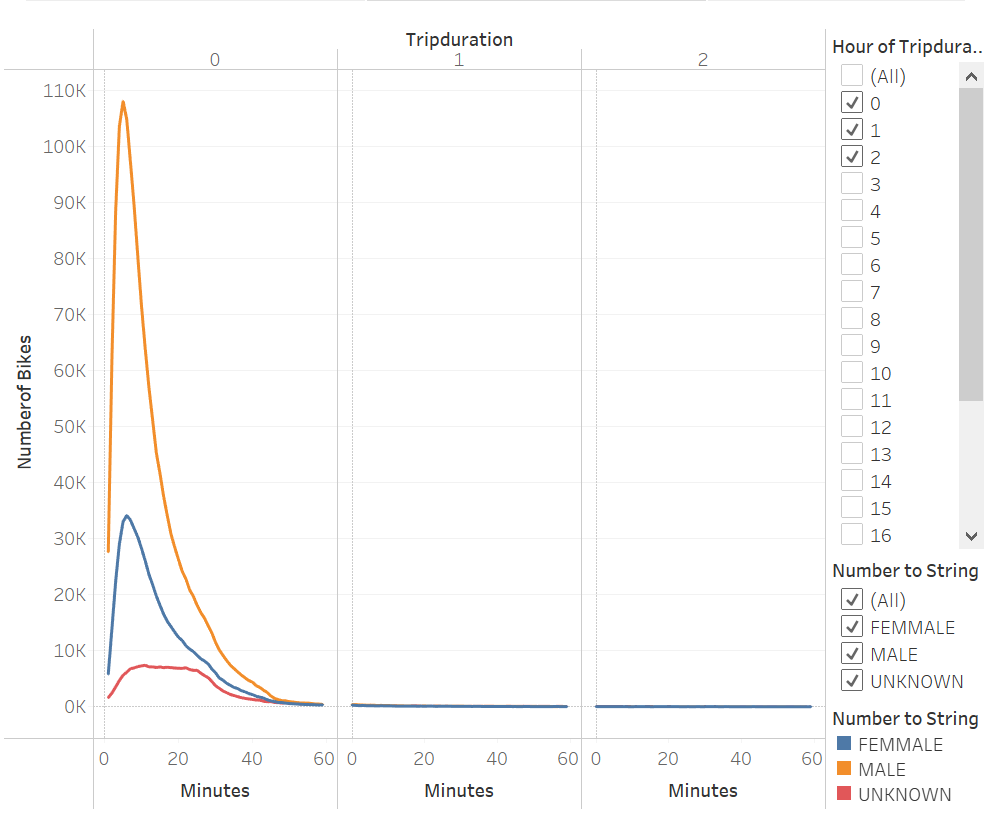 Tripduration
0 1 2
110K
100K
90K
80K
70K
60K
50K
40K
30K
20K
10K
0K
Numberof Bikes
0 20 40 60 0 20 40 60 0 20 40 60
Minutes Minutes Minutes
Hour of Tripdura..
(All)
0
1
2
3
4
5
6
7
8
9
10
11
12
13
14
15
16
Number to String
(All)
FEMMALE
MALE
UNKNOWN
Number to String
FEMMALE
MALE
UNKNOWN